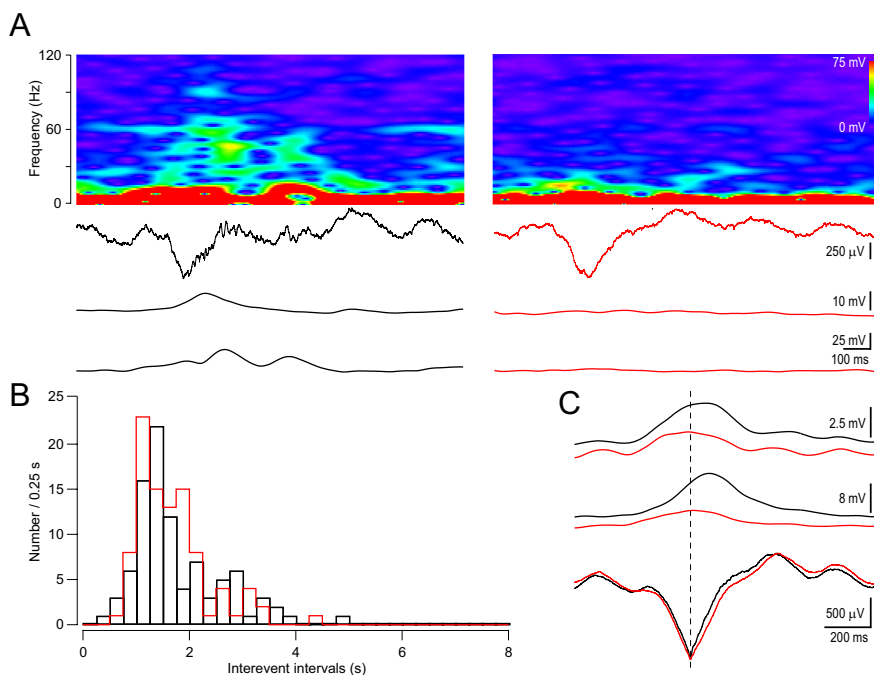 A
120
60
0
Frequency (Hz)
75 mV
0 mV
250 µV
10 mV
25 mV
100 ms
B
25
20
15
10
5
0
Number / 0.25 s
0 2 4 6 8
Interevent intervals (s)
C
2.5 mV
8 mV
500 µV
200 ms